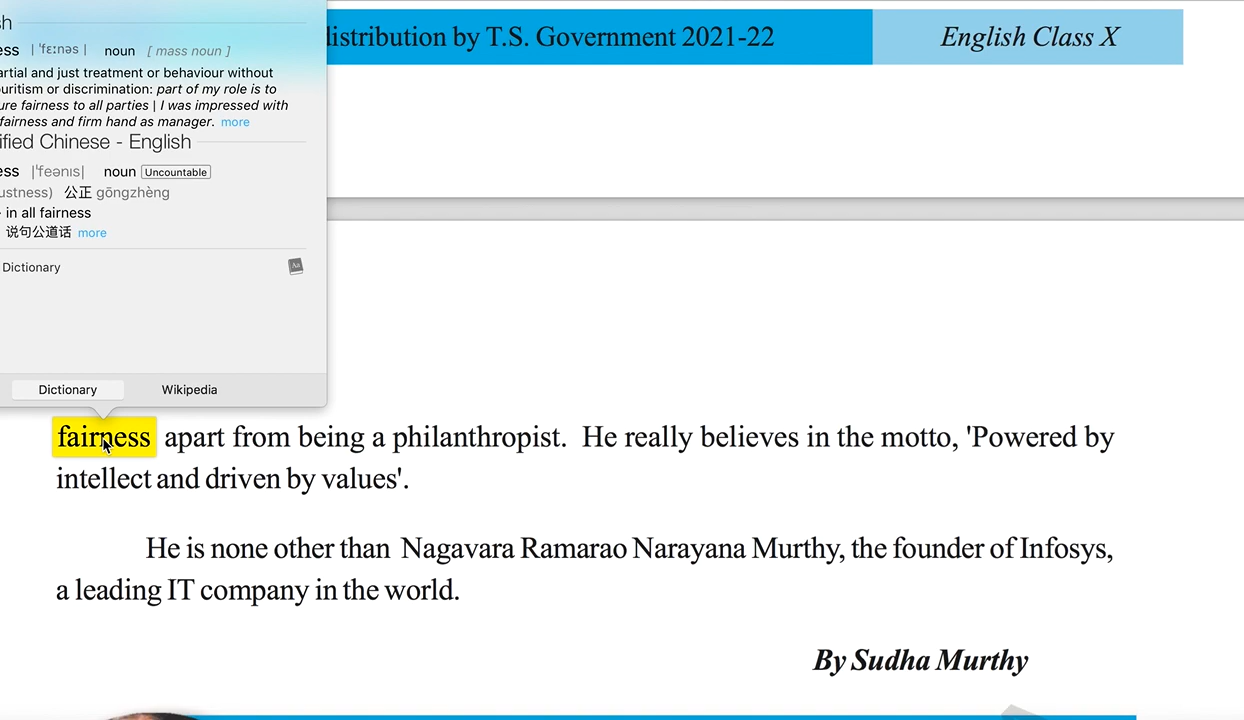 ess | ˈfɛːnəs | noun [ mass noun ]
artial and just treatment or behaviour without
ouritism or discrimination: part of my role is to
ure fairness to all parties | I was impressed with
fairness and firm hand as manager. more
ified Chinese - English
ess |ˈfeənɪs| noun Uncountable
ustness) 公正 gōngzhèng
in all fairness
说句公道话 more
Dictionary
Dictionary Wikipedia
distribution by T.S. Government 2021-22 English Class X
fairness apart from being a philanthropist. He really believes in the motto, 'Powered by
intellect and driven by values'.
He is none other than Nagavara Ramarao Narayana Murthy, the founder of Infosys,
a leading IT company in the world.
By Sudha Murthy